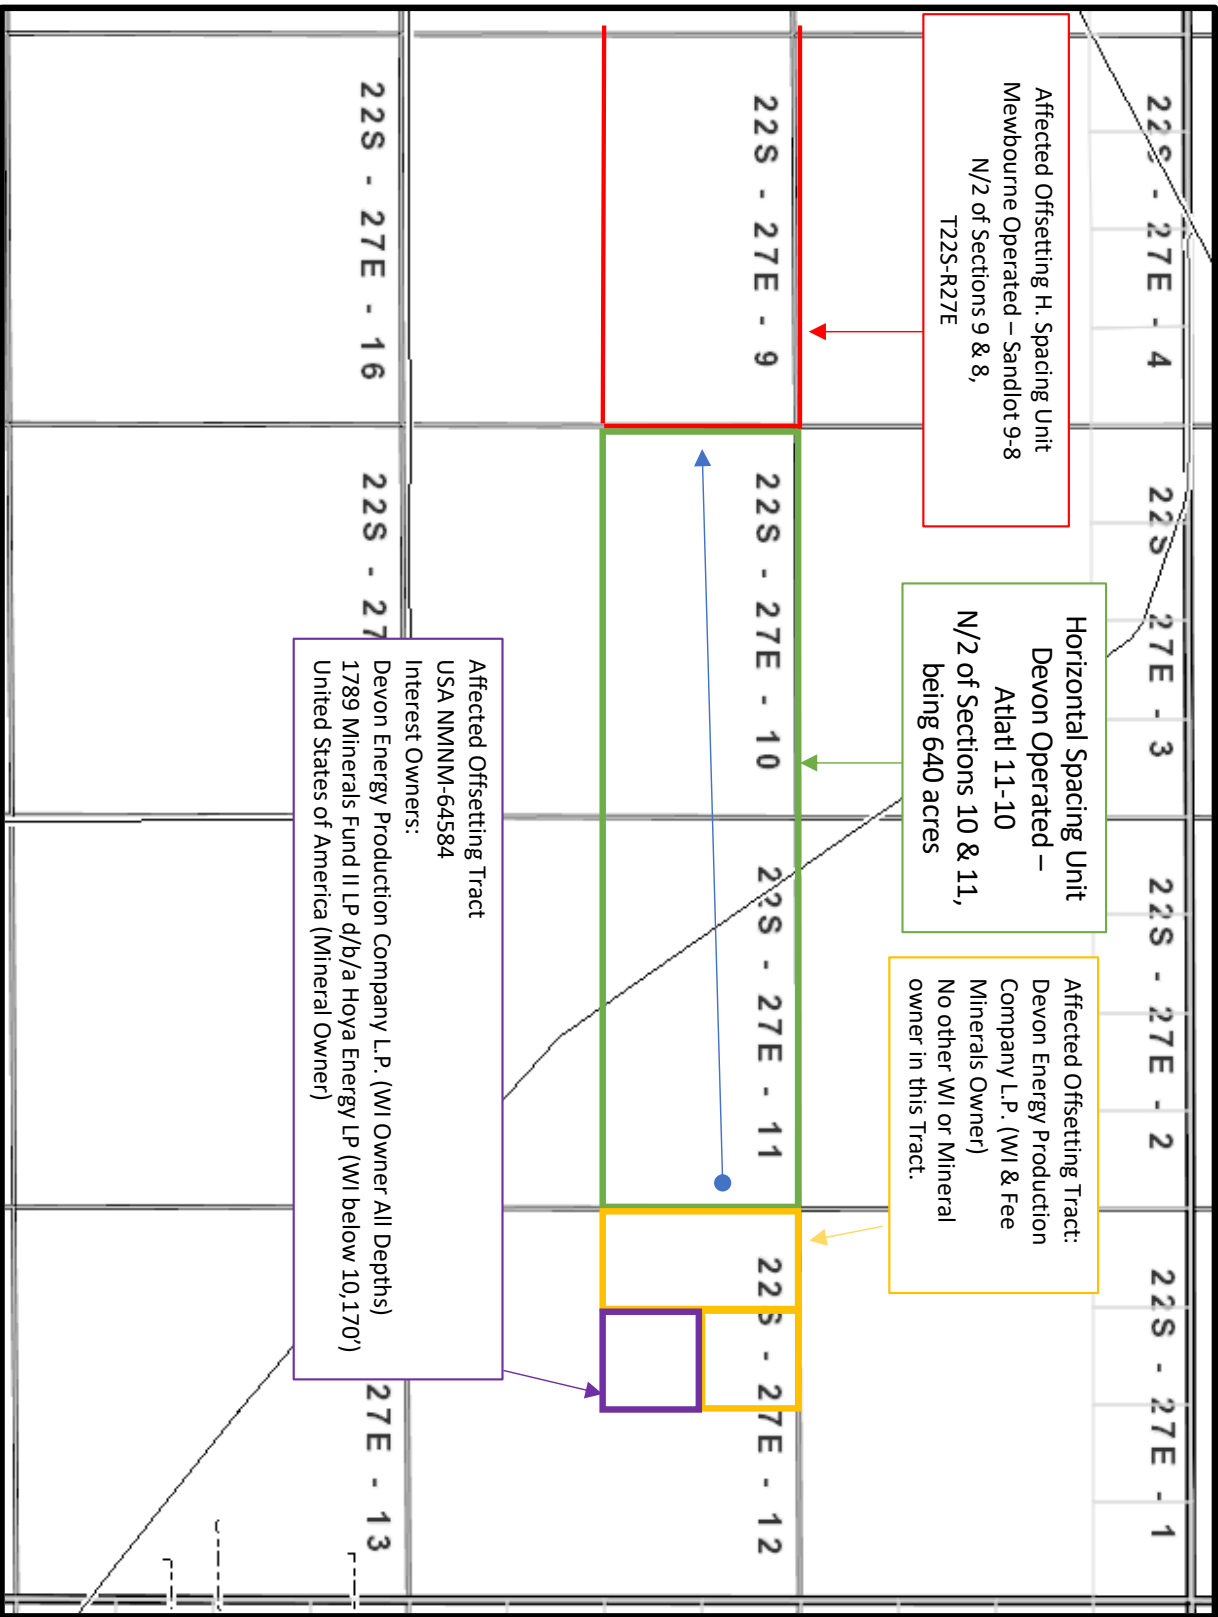 22S - 27E - 4
22S - 27E - 3
22S - 27E - 2
22S - 27E - 1
Affected Offsetting H. Spacing Unit
Mewbourne Operated – Sandlot 9-8
N/2 of Sections 9 & 8,
T22S-R27E
Horizontal Spacing Unit
Devon Operated –
Atlatl 11-10
N/2 of Sections 10 & 11,
being 640 acres
Affected Offsetting Tract:
Devon Energy Production
Company L.P. (WI & Fee
Minerals Owner)
No other WI or Mineral
owner in this Tract.
22S - 27E - 9
22S - 27E - 10
22S - 27E - 11
22S - 27E - 12
Affected Offsetting Tract
USA NMNM-64584
Interest Owners:
Devon Energy Production Company L.P. (WI Owner All Depths)
1789 Minerals Fund II LP d/b/a Hoya Energy LP (WI below 10,170’)
United States of America (Mineral Owner)
22S - 27E - 16
22S - 27
27E - 13